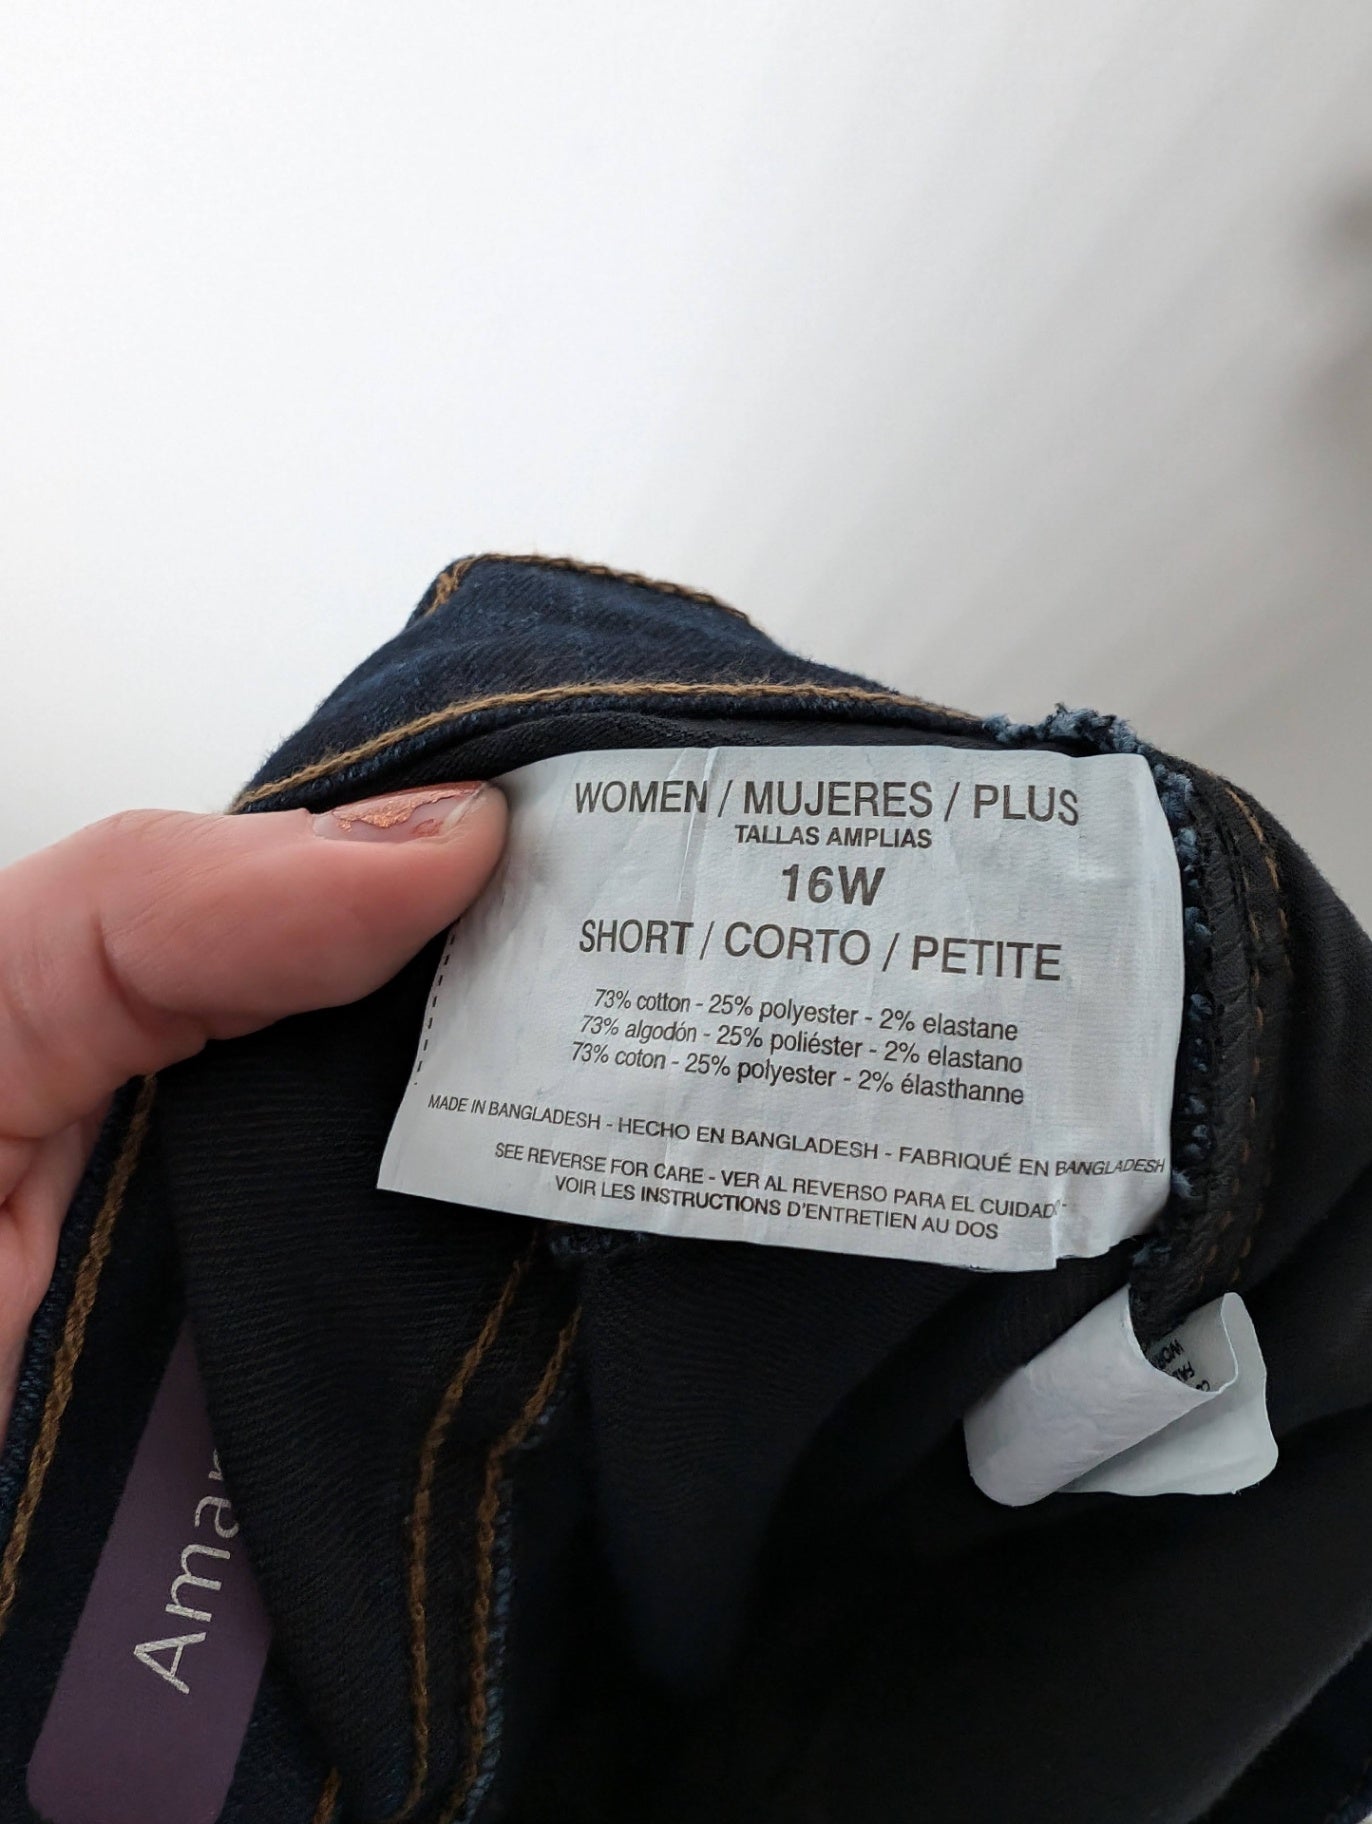 WOMEN / MUJERES / PLUS
TALLAS AMPLIAS
16W
SHORT / CORTO / PETITE
73% cotton - 25% polyester - 2% elastane
73% algodón - 25% poliéster - 2% elastano
73% coton - 25% polyester - 2% élasthanne
MADE IN BANGLADESH - HECHO EN BANGLADESH - FABRIQUÉ EN BANGLADESH
SEE REVERSE FOR CARE - VER AL REVERSO PARA EL CUIDAD -
VOIR LES INSTRUCTIONS D'ENTRETIEN AU DOS